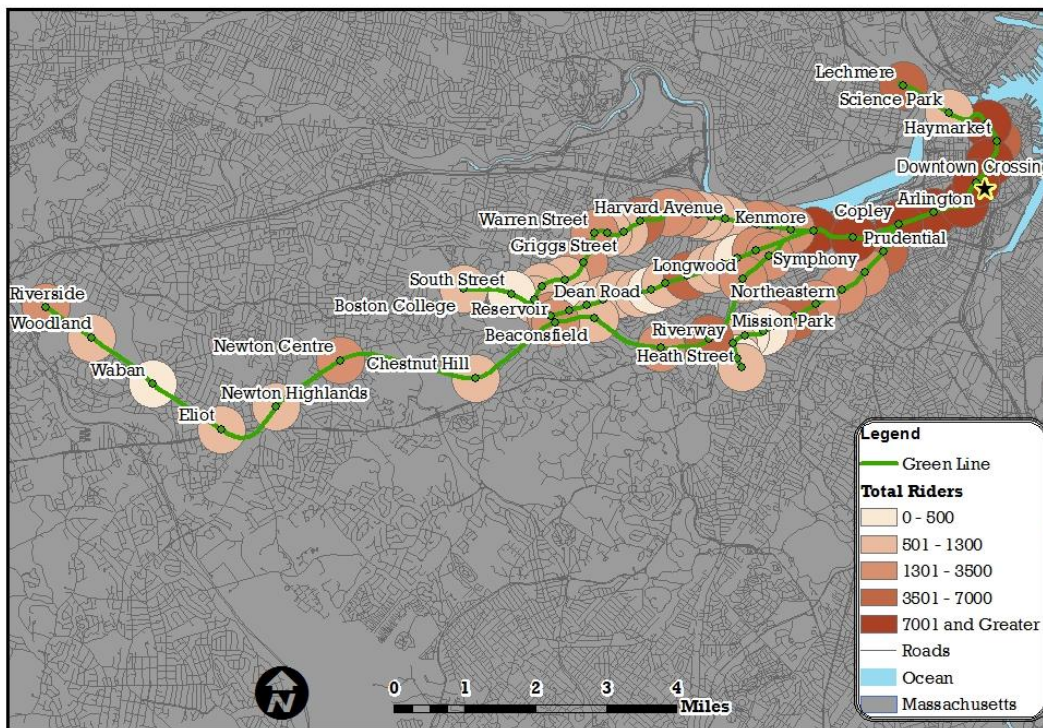 Lechmere
Science Park
Haymarket
Downtown Crossing
Arlington
Copley
Prudential
Kenmore
Harvard Avenue
Warren Street
Griggs Street
Symphony
Longwood
South Street
Dean Road
Northeastern
Boston College
Reservoir
Riverside
Woodland
Beaconsfield
Riverway
Mission Park
Newton Centre
Chestnut Hill
Heath Street
Waban
Newton Highlands
Eliot
Legend
Green Line
Total Riders
0 - 500
501 - 1300
1301 - 3500
3501 - 7000
7001 and Greater
Roads
Ocean
Massachusetts
N
0 1 2 3 4
Miles